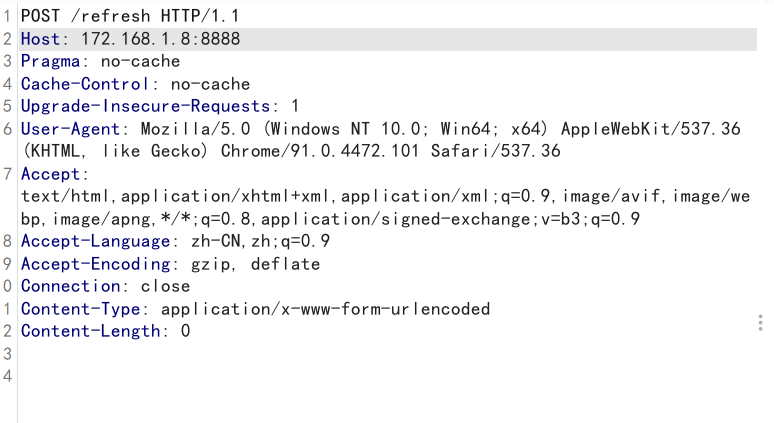 1 POST /refresh HTTP/1.1
2 Host: 172.168.1.8:8888
3 Pragma: no-cache
4 Cache-Control: no-cache
5 Upgrade-Insecure-Requests: 1
6 User-Agent: Mozilla/5.0 (Windows NT 10.0; Win64; x64) AppleWebKit/537.36
(KHTML, like Gecko) Chrome/91.0.4472.101 Safari/537.36
7 Accept:
text/html,application/xhtml+xml,application/xml;q=0.9,image/avif,image/we
bp,image/apng,*/*;q=0.8,application/signed-exchange;v=b3;q=0.9
8 Accept-Language: zh-CN,zh;q=0.9
9 Accept-Encoding: gzip, deflate
0 Connection: close
1 Content-Type: application/x-www-form-urlencoded
2 Content-Length: 0
3
4